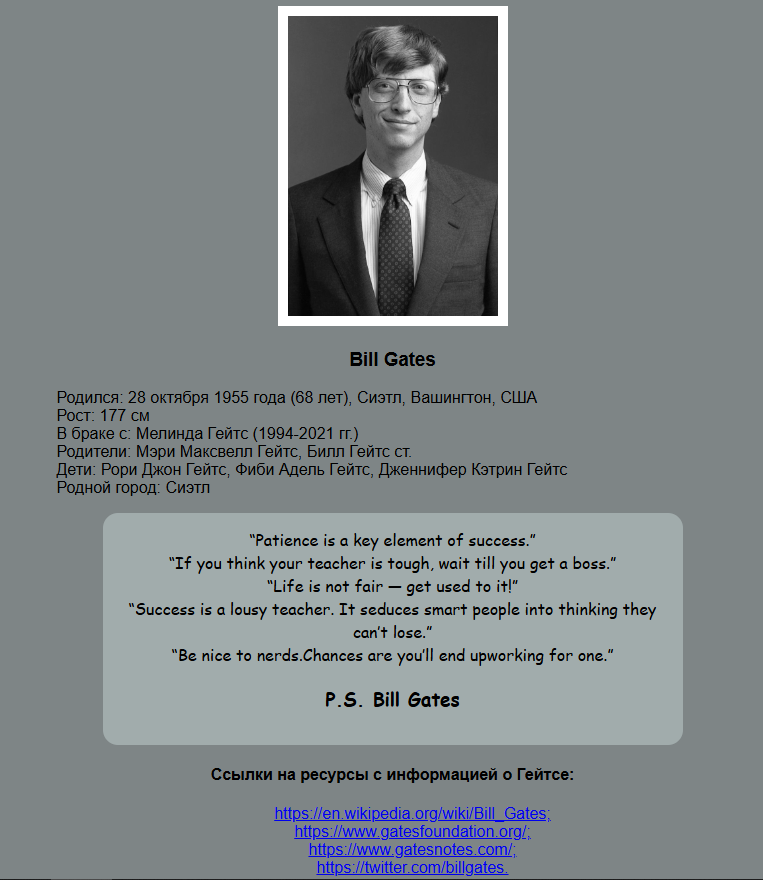 Bill Gates
Родился: 28 октября 1955 года (68 лет), Сиэтл, Вашингтон, США
Рост: 177 см
В браке с: Мелинда Гейтс (1994-2021 гг.)
Родители: Мэри Максвелл Гейтс, Билл Гейтс ст.
Дети: Рори Джон Гейтс, Фиби Адель Гейтс, Дженнифер Кэтрин Гейтс
Родной город: Сиэтл
“Patience is a key element of success.”
“If you think your teacher is tough, wait till you get a boss.”
“Life is not fair — get used to it!”
“Success is a lousy teacher. It seduces smart people into thinking they
can’t lose.”
“Be nice to nerds.Chances are you’ll end upworking for one.”
P.S. Bill Gates
Ссылки на ресурсы с информацией о Гейтсе:
https://en.wikipedia.org/wiki/Bill_Gates;
https://www.gatesfoundation.org/;
https://www.gatesnotes.com/;
https://twitter.com/billgates.